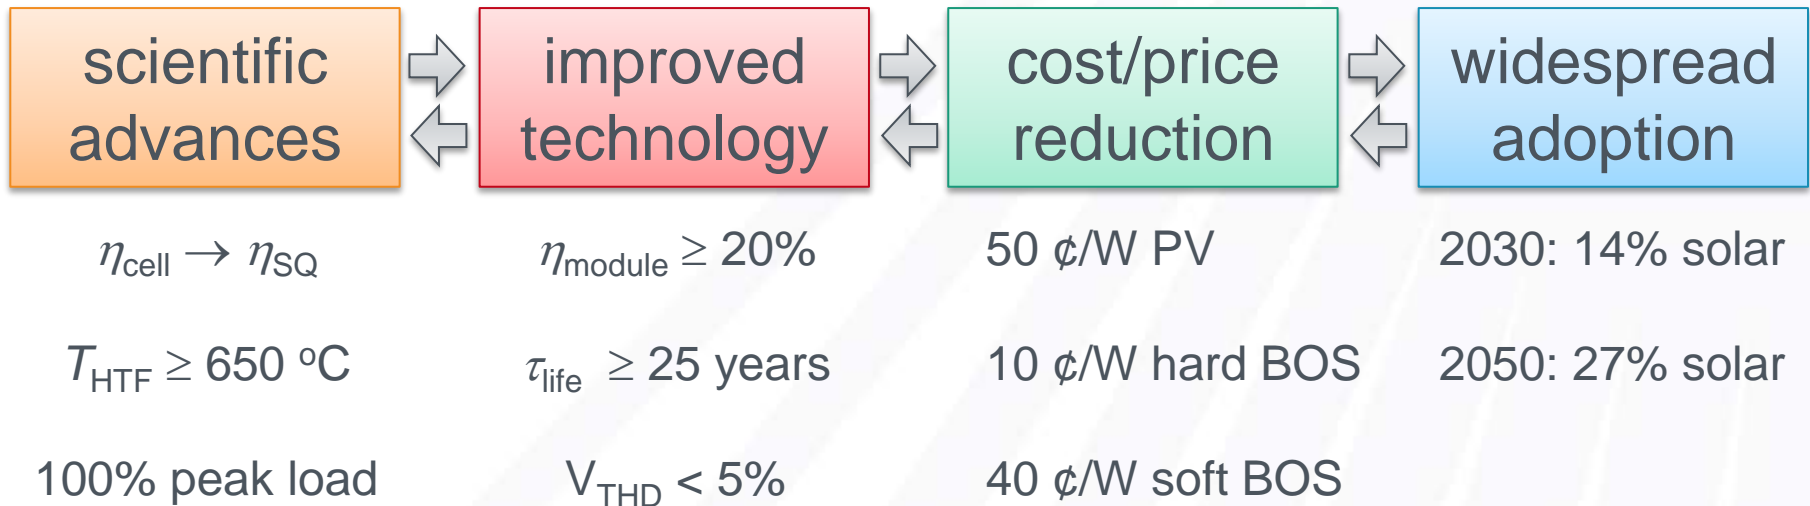 scientific
advances
improved
technology
cost/price
reduction
widespread
adoption
ηcell → ηSQ
THTF ≥ 650 oC
100% peak load
ηmodule ≥ 20%
τlife ≥ 25 years
VTHD < 5%
50 ¢/W PV
10 ¢/W hard BOS
40 ¢/W soft BOS
2030: 14% solar
2050: 27% solar